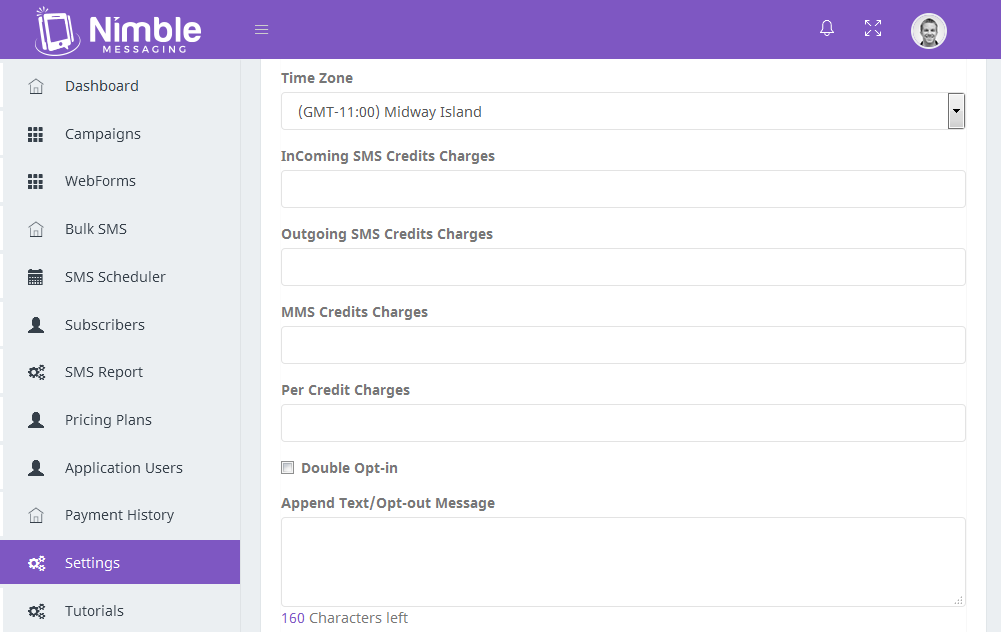 Nimble
MESSAGING
Dashboard
Campaigns
WebForms
Bulk SMS
SMS Scheduler
Subscribers
SMS Report
Pricing Plans
Application Users
Payment History
Settings
Tutorials
Time Zone
(GMT-11:00) Midway Island
InComing SMS Credits Charges
Outgoing SMS Credits Charges
MMS Credits Charges
Per Credit Charges
Double Opt-in
Append Text/Opt-out Message
160 Characters left